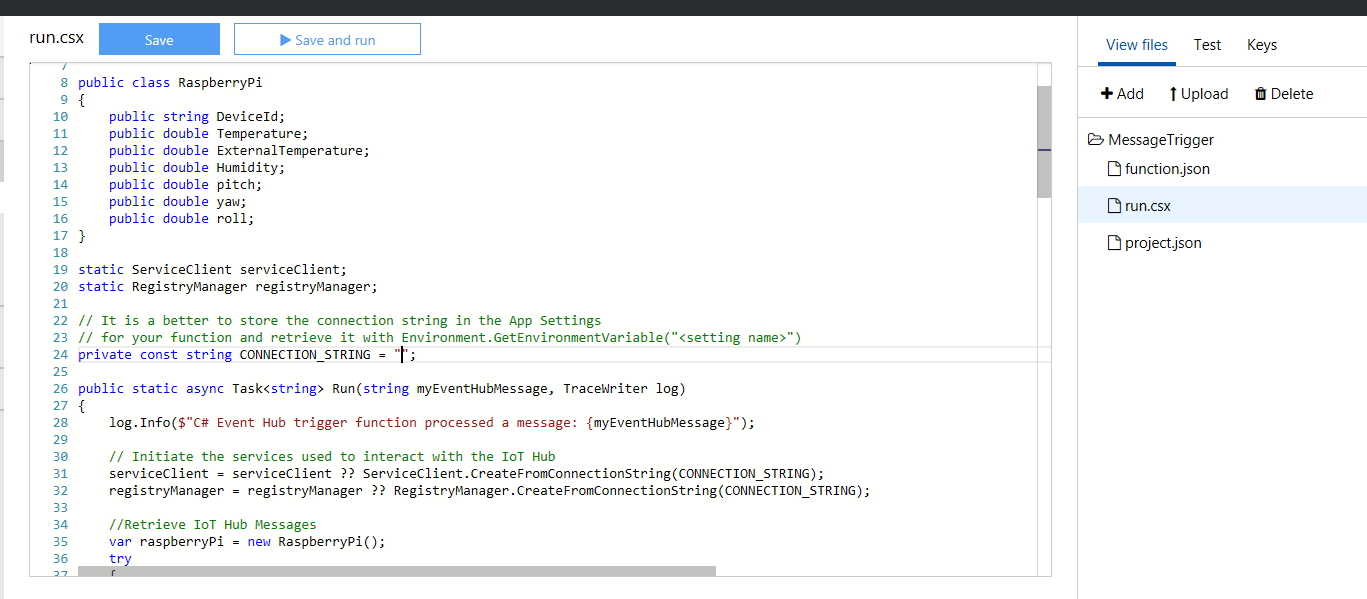 run.csx
Save
Save and run
View files
Test
Keys
Add
Upload
Delete
MessageTrigger
function.json
run.csx
project.json
7
8 public class RaspberryPi
9 {
10 public string DeviceId;
11 public double Temperature;
12 public double ExternalTemperature;
13 public double Humidity;
14 public double pitch;
15 public double yaw;
16 public double roll;
17 }
18
19 static ServiceClient serviceClient;
20 static RegistryManager registryManager;
21
22 // It is a better to store the connection string in the App Settings
23 // for your function and retrieve it with Environment.GetEnvironmentVariable("<setting name>")
24 private const string CONNECTION_STRING = "";
25
26 public static async Task<string> Run(string myEventHubMessage, TraceWriter log)
27 {
28 log.Info($"C# Event Hub trigger function processed a message: {myEventHubMessage}");
29
30 // Initiate the services used to interact with the IoT Hub
31 serviceClient = serviceClient ?? ServiceClient.CreateFromConnectionString(CONNECTION_STRING);
32 registryManager = registryManager ?? RegistryManager.CreateFromConnectionString(CONNECTION_STRING);
33
34 //Retrieve IoT Hub Messages
35 var raspberryPi = new RaspberryPi();
36 try
37 {